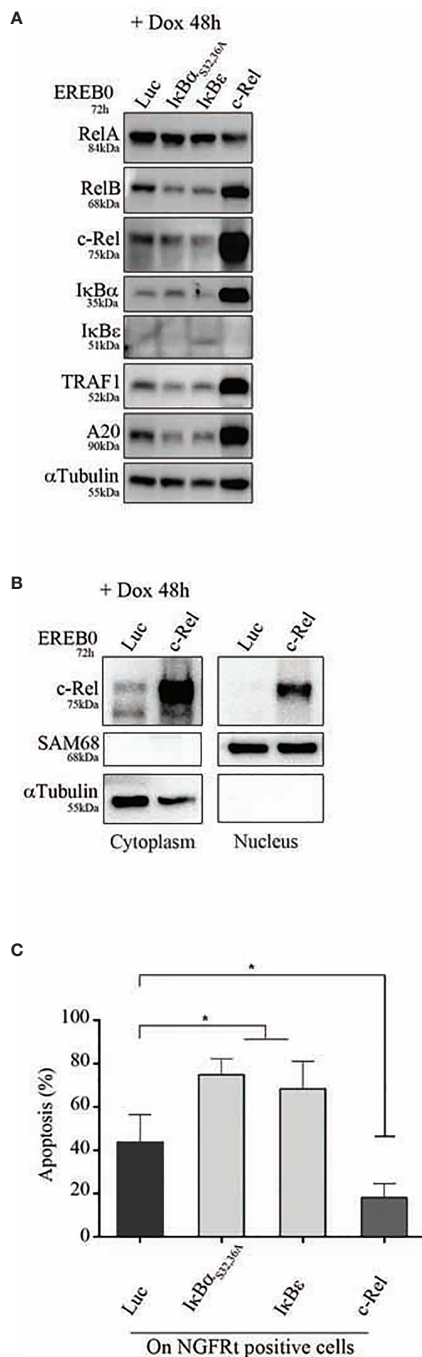 A
+ Dox 48h
EREB0
72h
Luc
IκBα S32,36A
IκBε
c-Rel
RelA
84kDa
RelB
68kDa
c-Rel
75kDa
IκBα
35kDa
IκBε
51kDa
TRAF1
52kDa
A20
90kDa
αTubulin
55kDa
B
+ Dox 48h
EREB0
72h
Luc
c-Rel
Luc
c-Rel
c-Rel
75kDa
SAM68
68kDa
αTubulin
55kDa
Cytoplasm
Nucleus
C
*
*
Apoptosis (%)
100
80
60
40
20
0
Luc
IκBα S32,36A
IκBε
c-Rel
On NGFRt positive cells